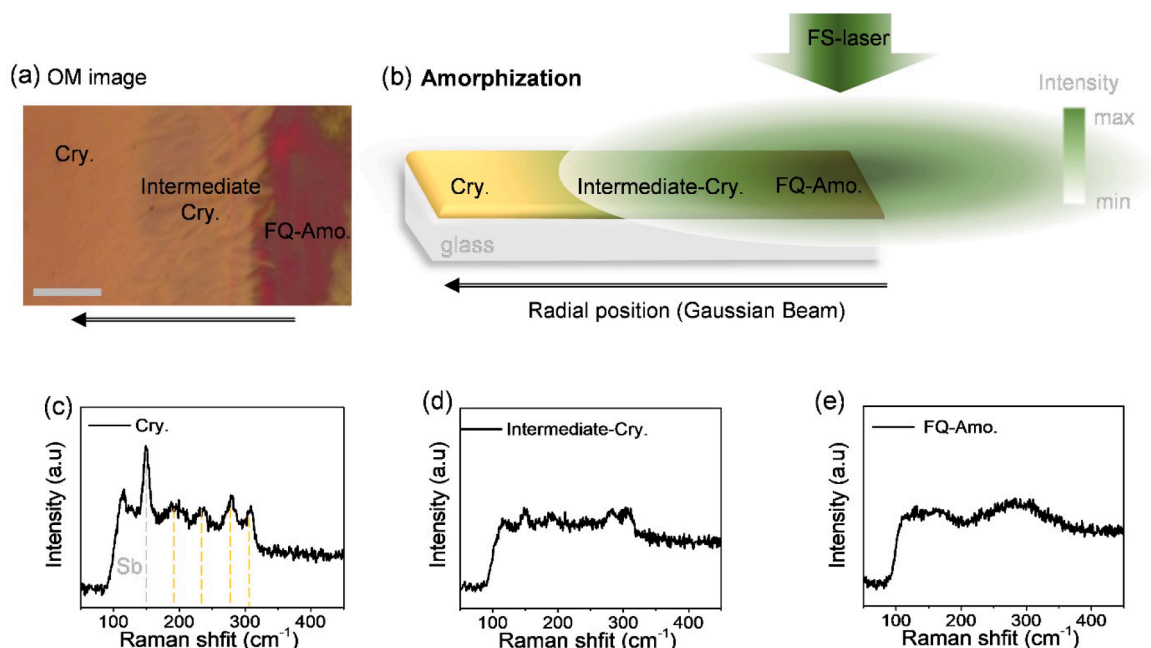 (a) OM image
Cry.
Intermediate
Cry.
FQ-Amo.
(b) Amorphization
FS-laser
Intensity
max
min
Cry.
Intermediate-Cry.
FQ-Amo.
glass
Radial position (Gaussian Beam)
(c)
Cry.
Intensity (a.u)
Sb
100 200 300 400
Raman shfit (cm-1)
(d)
Intermediate-Cry.
Intensity (a.u)
100 200 300 400
Raman shfit (cm-1)
(e)
FQ-Amo.
Intensity (a.u)
100 200 300 400
Raman shfit (cm-1)